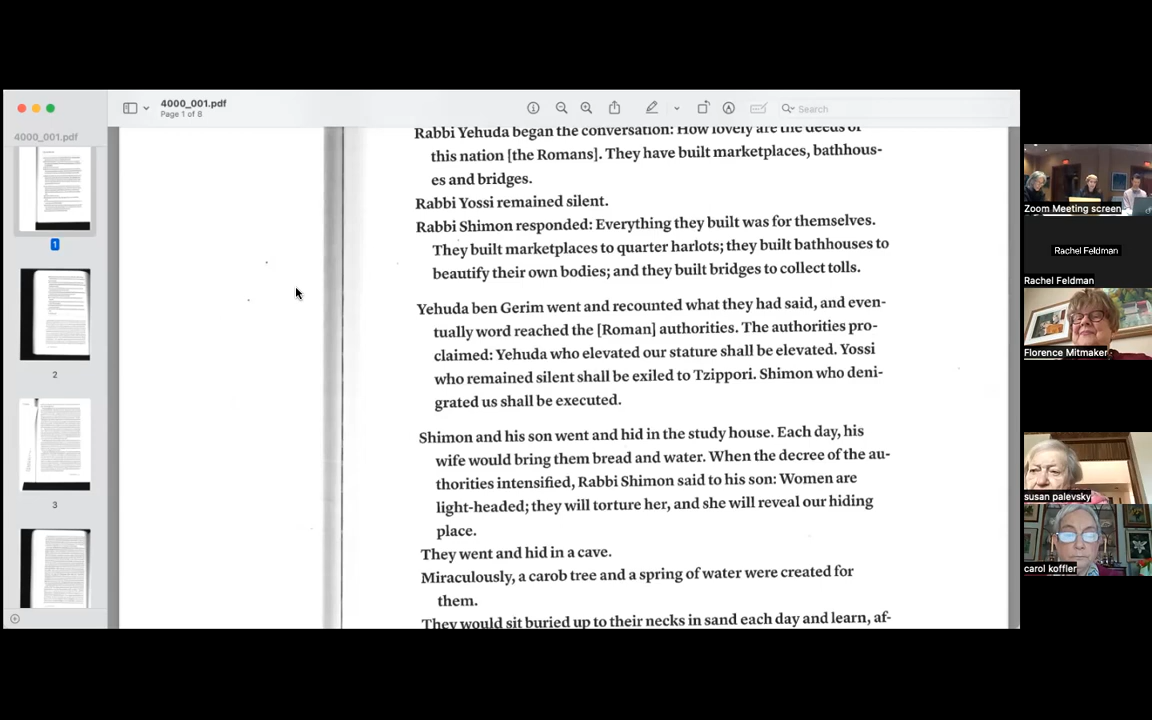 4000_001.pdf
Page 1 of 8
Search
4000_001.pdf
1
2
3
Rabbi Yehuda began the conversation: How lovely are the deeds of
this nation [the Romans]. They have built marketplaces, bathhous-
es and bridges.
Rabbi Yossi remained silent.
Rabbi Shimon responded: Everything they built was for themselves.
They built marketplaces to quarter harlots; they built bathhouses to
beautify their own bodies; and they built bridges to collect tolls.
Yehuda ben Gerim went and recounted what they had said, and even-
tually word reached the [Roman] authorities. The authorities pro-
claimed: Yehuda who elevated our stature shall be elevated. Yossi
who remained silent shall be exiled to Tzippori. Shimon who deni-
grated us shall be executed.
Shimon and his son went and hid in the study house. Each day, his
wife would bring them bread and water. When the decree of the au-
thorities intensified, Rabbi Shimon said to his son: Women are
light-headed; they will torture her, and she will reveal our hiding
place.
They went and hid in a cave.
Miraculously, a carob tree and a spring of water were created for
them.
They would sit buried up to their necks in sand each day and learn, af-
Zoom Meeting screen
Rachel Feldman
Rachel Feldman
Florence Mitmaker
susan palevsky
carol koffler